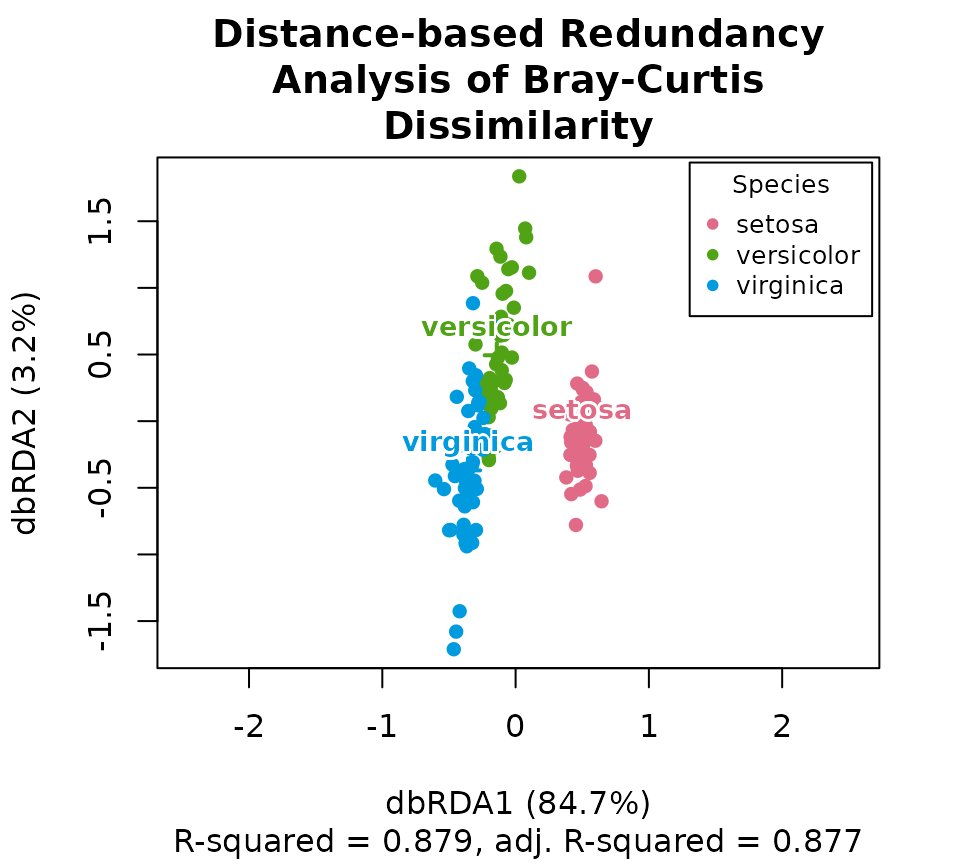 Distance-based Redundancy
Analysis of Bray-Curtis
Dissimilarity
Species
setosa
versicolor
virginica
versicolor
setosa
virginica
dbRDA2 (3.2%)
1.5
0.5
-0.5
-1.5
-2 -1 0 1 2
dbRDA1 (84.7%)
R-squared = 0.879, adj. R-squared = 0.877